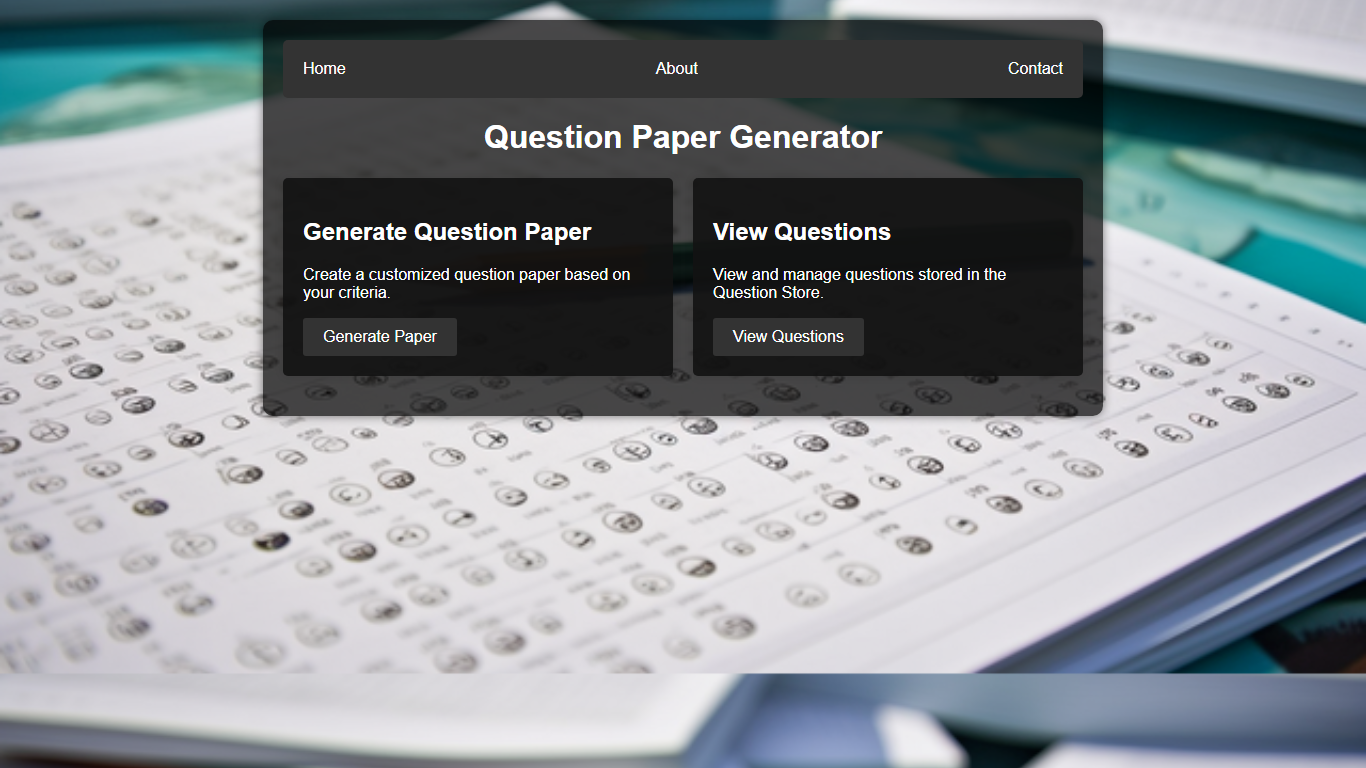 Home About Contact
Question Paper Generator
Generate Question Paper
Create a customized question paper based on
your criteria.
Generate Paper
View Questions
View and manage questions stored in the
Question Store.
View Questions